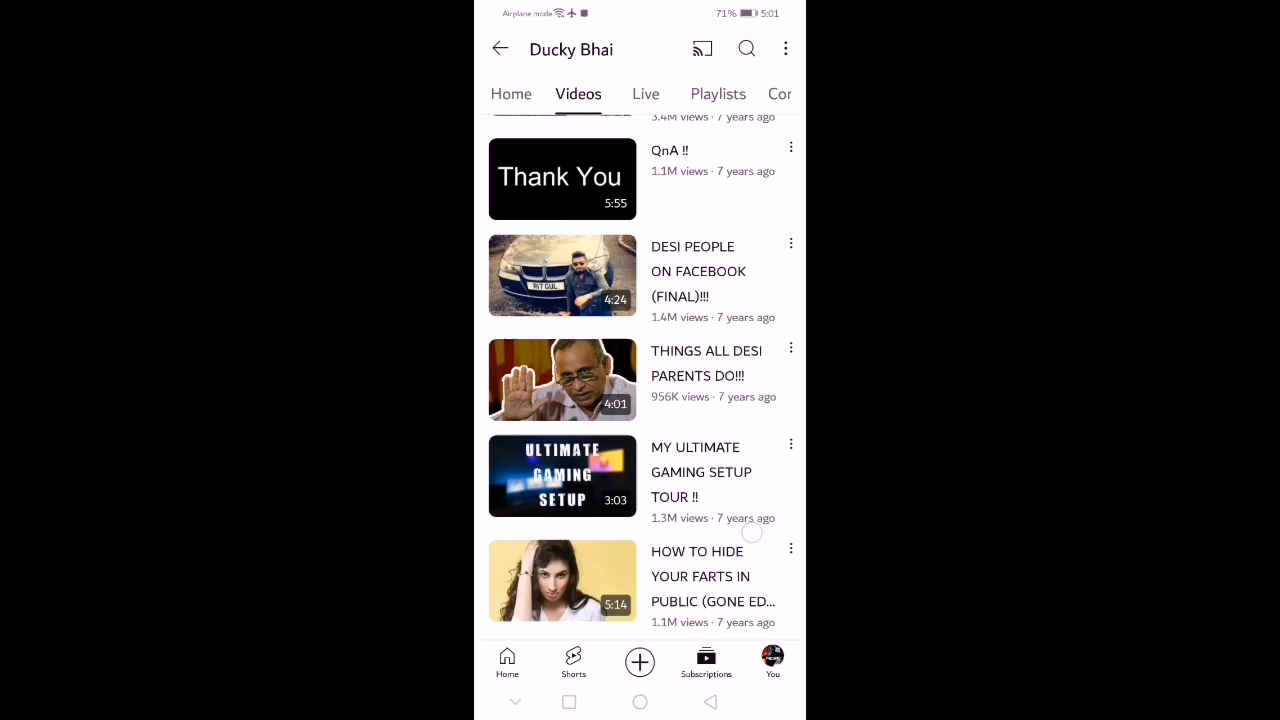 Airplane mode 71% 5:01
Ducky Bhai
Home Videos Live Playlists Cor
3.4M views · 7 years ago
Thank You
5:55
QnA !!
1.1M views · 7 years ago
R17 GUL
4:24
DESI PEOPLE
ON FACEBOOK
(FINAL)!!!
1.4M views · 7 years ago
4:01
THINGS ALL DESI
PARENTS DO!!!
956K views · 7 years ago
ULTIMATE
GAMING
SETUP
3:03
MY ULTIMATE
GAMING SETUP
TOUR !!
1.3M views · 7 years ago
5:14
HOW TO HIDE
YOUR FARTS IN
PUBLIC (GONE ED...
1.1M views · 7 years ago
Home Shorts Subscriptions You